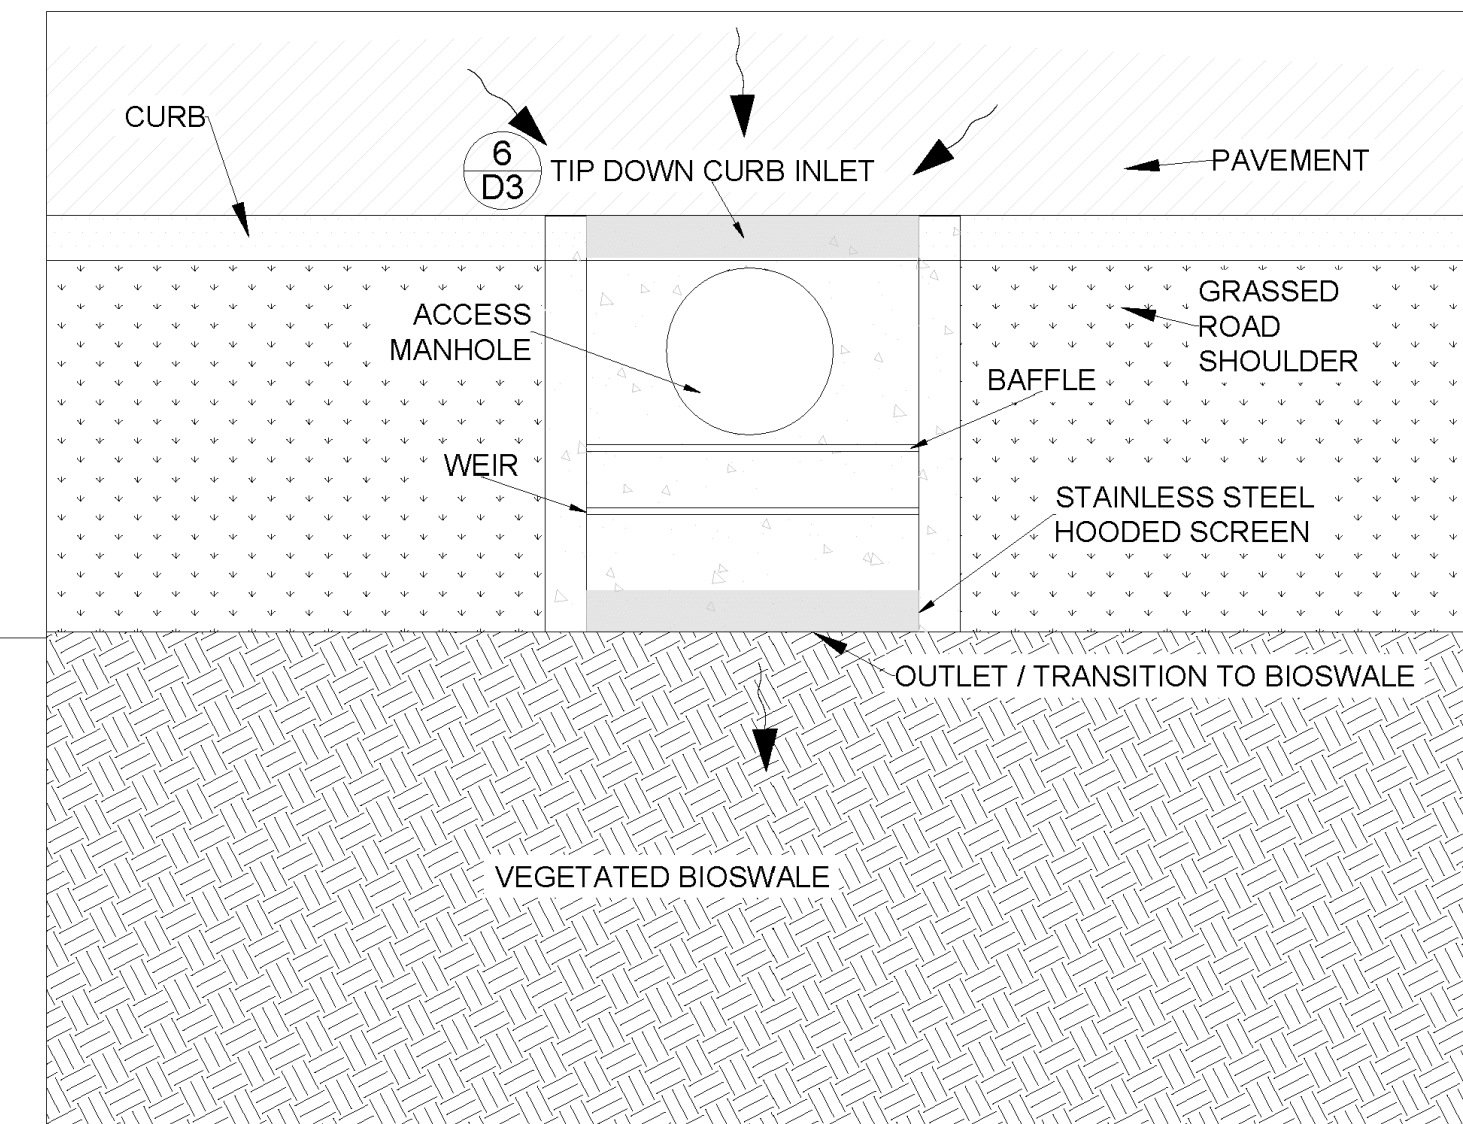 CURB
6
D3
TIP DOWN CURB INLET
PAVEMENT
ACCESS
MANHOLE
GRASSED
ROAD
SHOULDER
BAFFLE
WEIR
STAINLESS STEEL
HOODED SCREEN
OUTLET / TRANSITION TO BIOSWALE
VEGETATED BIOSWALE